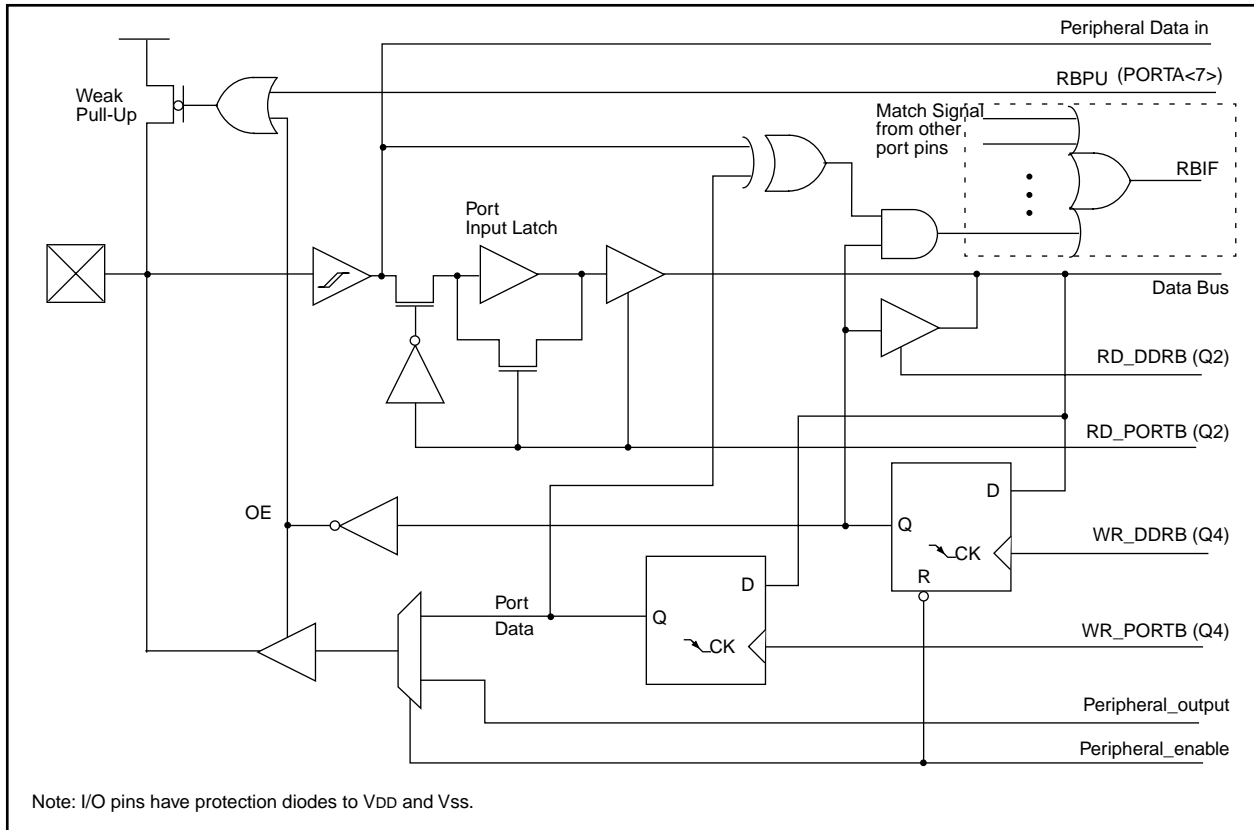 Peripheral Data in
RBPU (PORTA<7>)
Weak
Pull-Up
Match Signal
from other
port pins
RBIF
Port
Input Latch
Data Bus
RD_DDRB (Q2)
RD_PORTB (Q2)
D
OE
Q
WR_DDRB (Q4)
CK
R
D
Port
Data
Q
WR_PORTB (Q4)
CK
Peripheral_output
Peripheral_enable
Note: I/O pins have protection diodes to VDD and Vss.